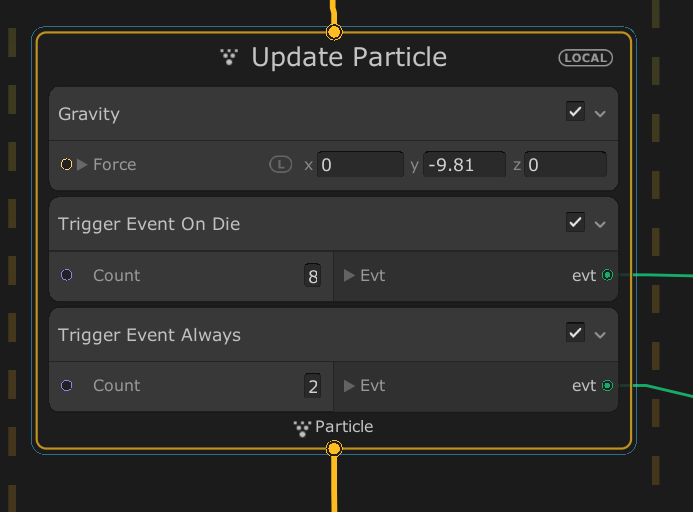 Update Particle LOCAL
Gravity
Force L x 0 y -9.81 z 0
Trigger Event On Die
Count 8 Evt evt
Trigger Event Always
Count 2 Evt evt
Particle